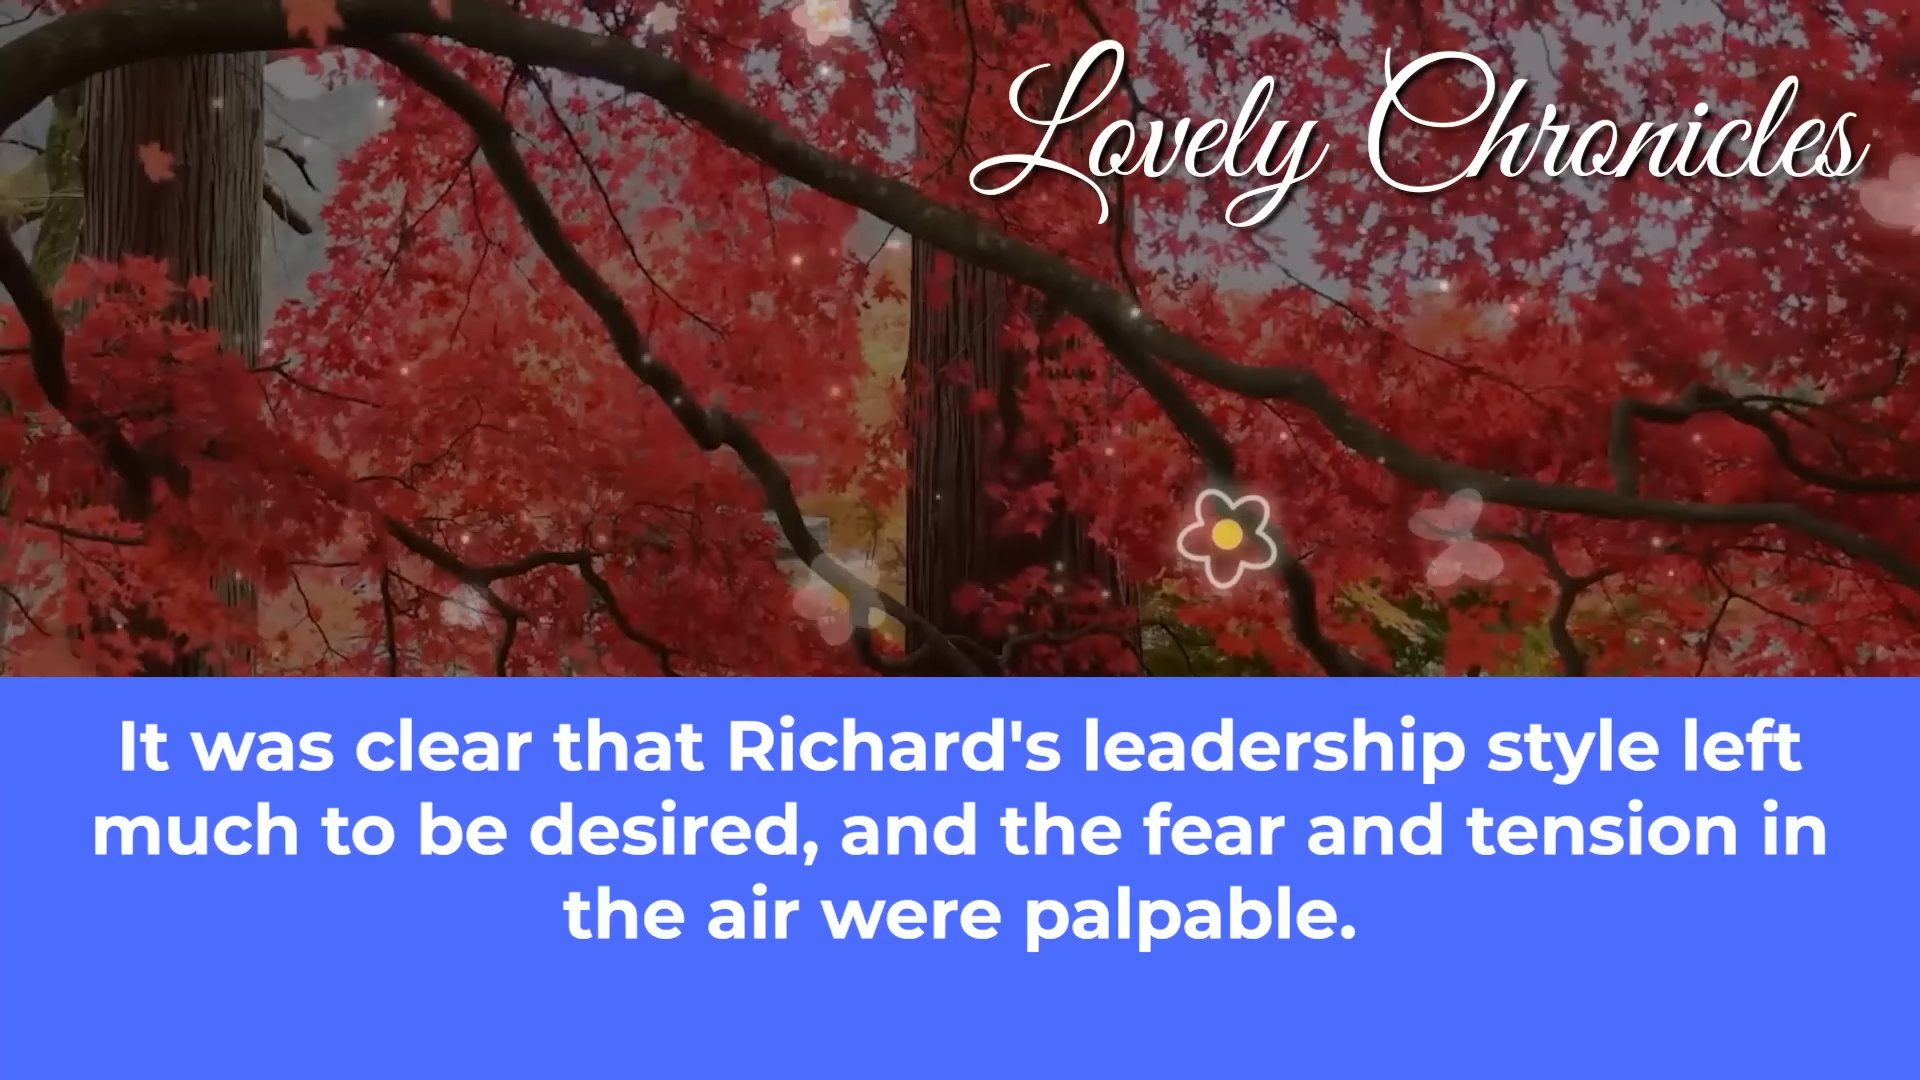 Lovely Chronicles
It was clear that Richard's leadership style left
much to be desired, and the fear and tension in
the air were palpable.